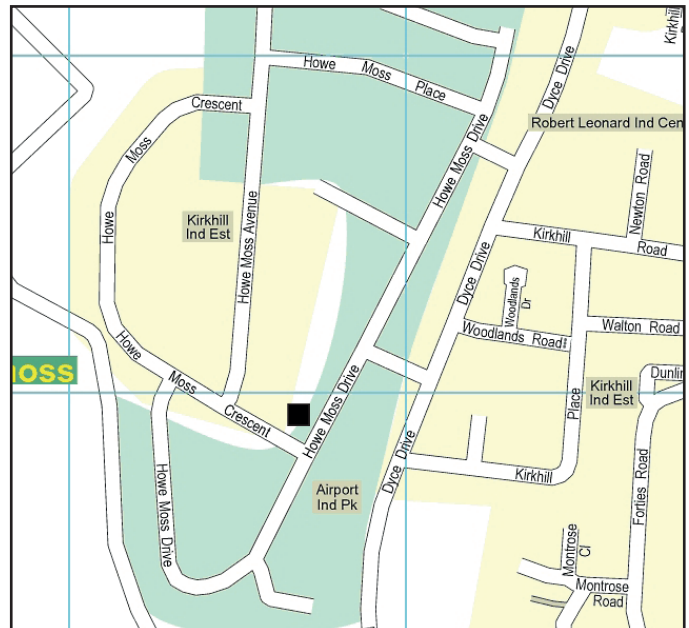 Kirkhill
Howe Moss Place
Dyce Drive
Crescent
Robert Leonard Ind Cen
Moss
Howe Moss Drive
Newton Road
Howe
Kirkhill
Ind Est
Howe Moss Avenue
Kirkhill Road
Dyce Drive
Woodlands
Dr
Woodlands Road
Walton Road
Howe Moss Crescent
oss
Howe Moss Drive
Dunlin
Kirkhill
Ind Est
Place
Dyce Drive
Kirkhill
Howe Moss Drive
Airport
Ind Pk
Forties Road
Montrose
Cl
Montrose
Road